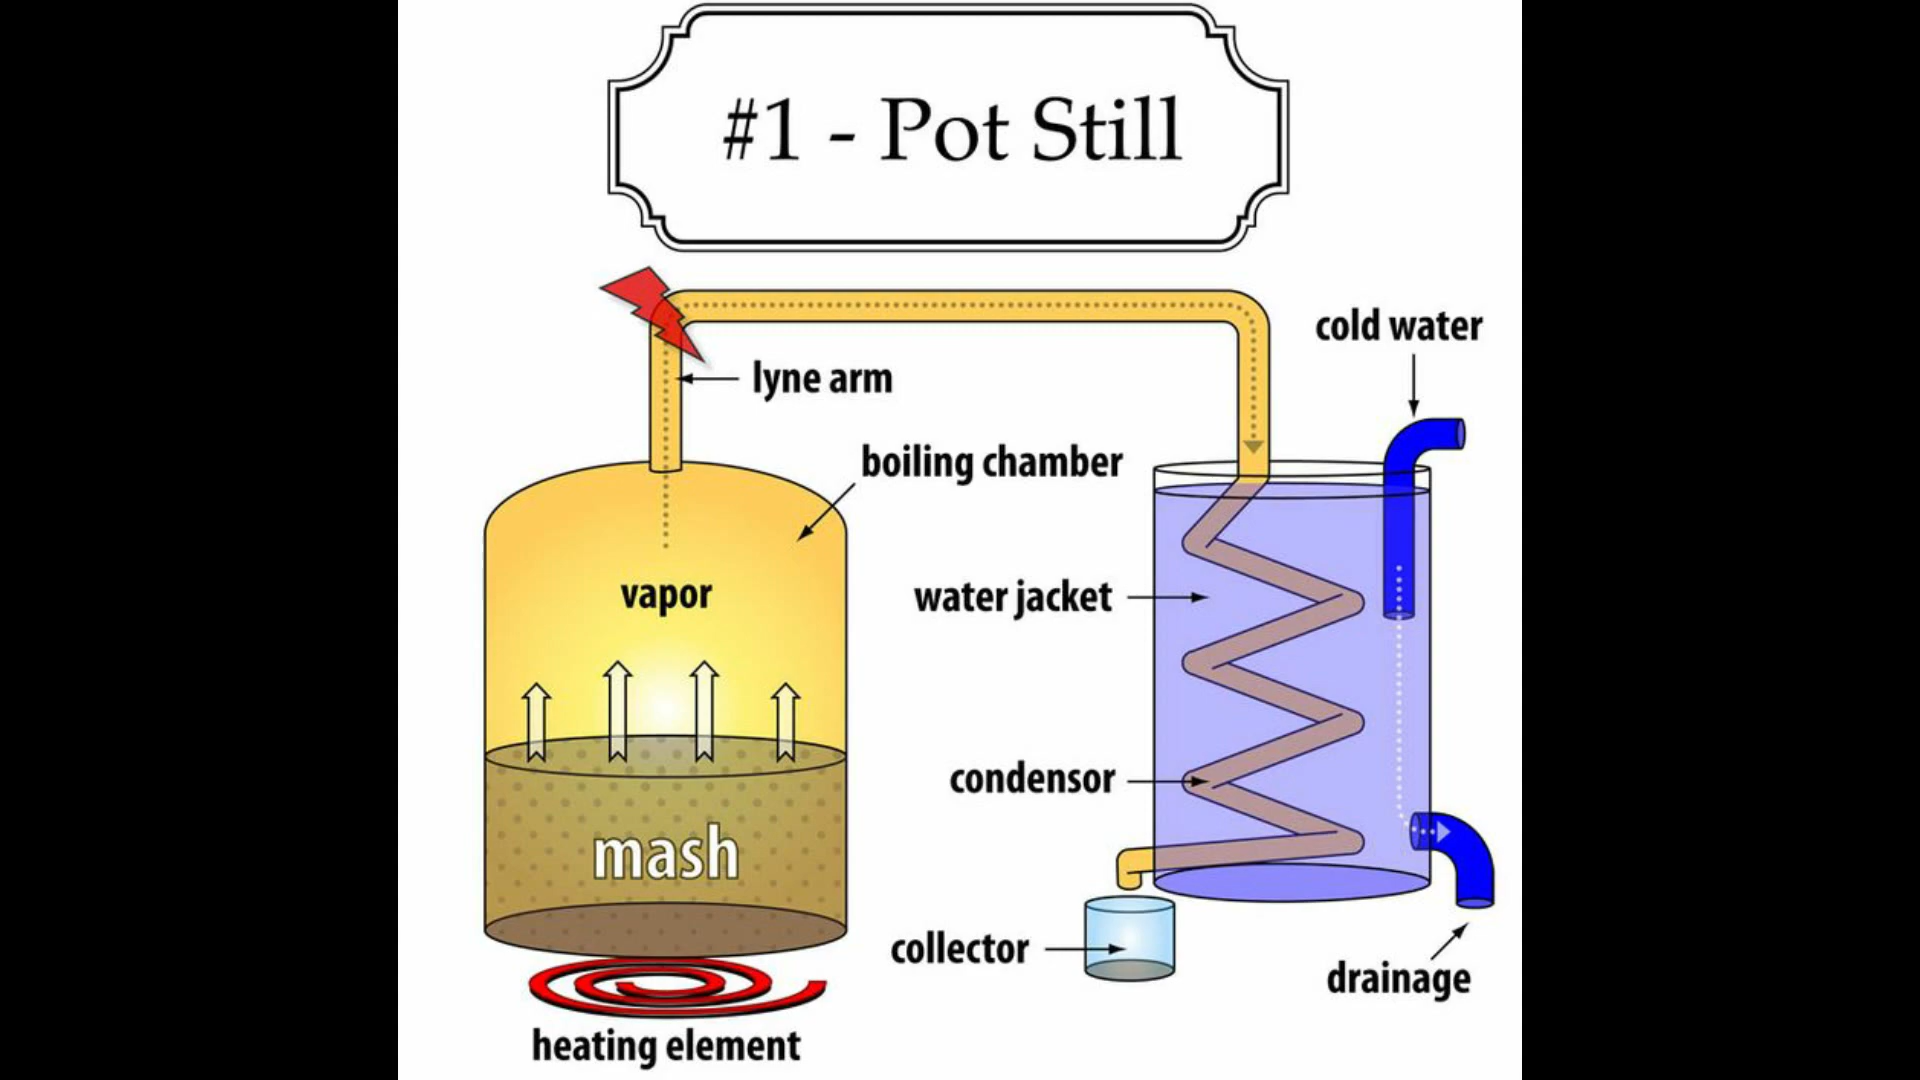 #1 - Pot Still
cold water
lyne arm
boiling chamber
vapor
water jacket
condensor
mash
collector
drainage
heating element